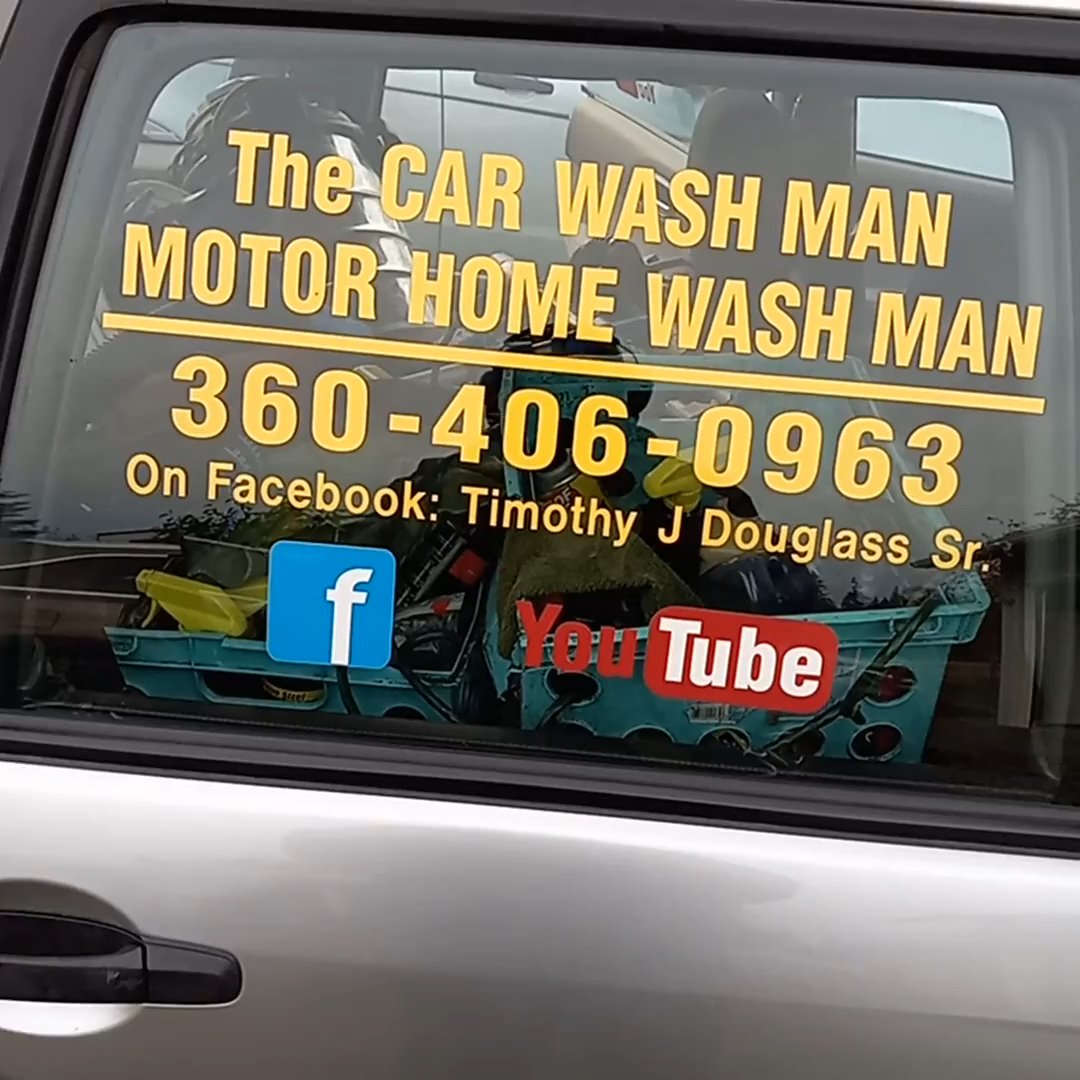 The CAR WASH MAN
MOTOR HOME WASH MAN
360-406-0963
On Facebook: Timothy J Douglass Sr.
f
YouTube